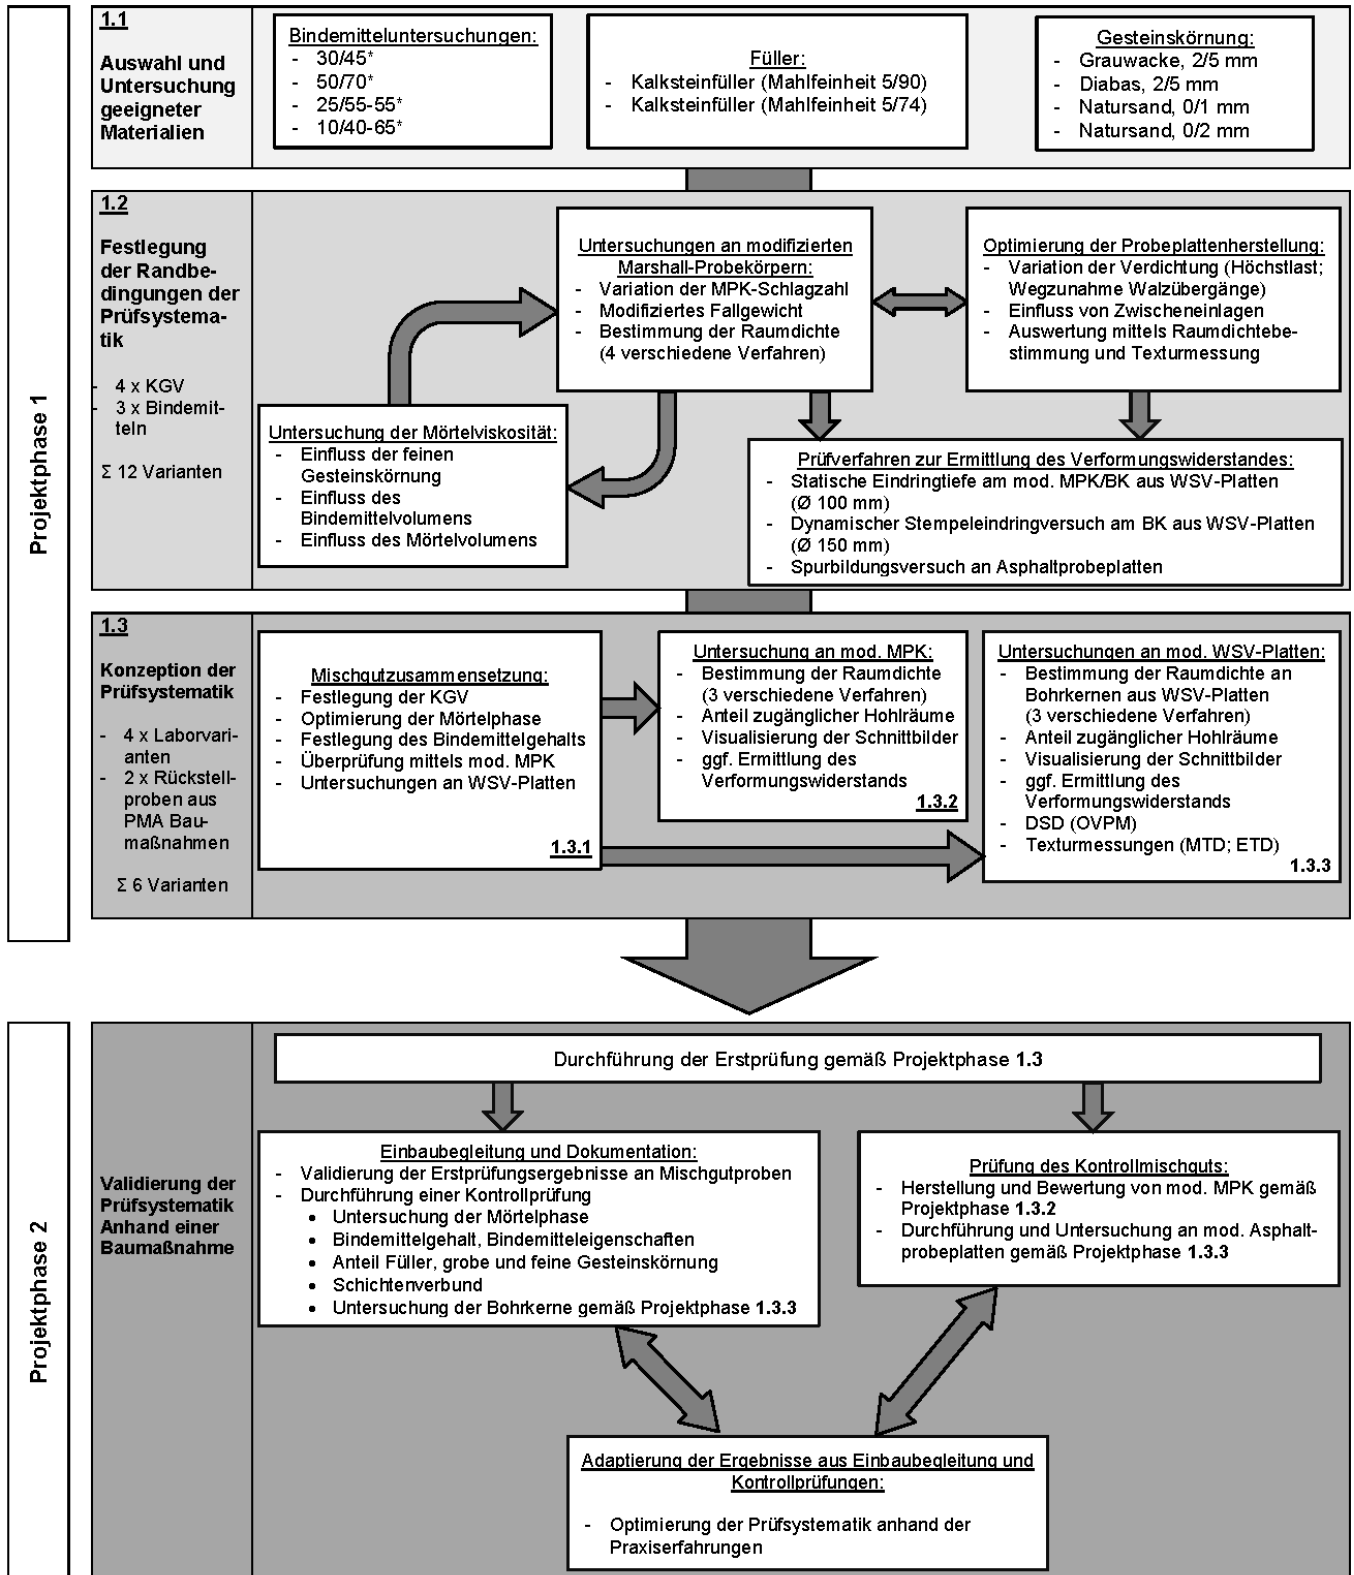 Projektphase 1
1.1
Auswahl und
Untersuchung
geeigneter
Materialien
Bindemitteluntersuchungen:
- 30/45*
- 50/70*
- 25/55-55*
- 10/40-65*
Füller:
- Kalksteinfüller (Mahlfeinheit 5/90)
- Kalksteinfüller (Mahlfeinheit 5/74)
Gesteinskörnung:
- Grauwacke, 2/5 mm
- Diabas, 2/5 mm
- Natursand, 0/1 mm
- Natursand, 0/2 mm
1.2
Festlegung
der Randbe-
dingungen der
Prüfsystema-
tik
- 4 x KGV
- 3 x Bindemit-
teln
Σ 12 Varianten
Untersuchung der Mörtelviskosität:
- Einfluss der feinen
Gesteinskörnung
- Einfluss des
Bindemittelvolumens
- Einfluss des Mörtelvolumens
Untersuchungen an modifizierten
Marshall-Probekörpern:
- Variation der MPK-Schlagzahl
- Modifiziertes Fallgewicht
- Bestimmung der Raumdichte
(4 verschiedene Verfahren)
Optimierung der Probeplattenherstellung:
- Variation der Verdichtung (Höchstlast;
Wegzunahme Walzübergänge)
- Einfluss von Zwischeneinlagen
- Auswertung mittels Raumdichtebe-
stimmung und Texturmessung
Prüfverfahren zur Ermittlung des Verformungswiderstandes:
- Statische Eindringtiefe am mod. MPK/BK aus WSV-Platten
(Ø 100 mm)
- Dynamischer Stempeleindringversuch am BK aus WSV-Platten
(Ø 150 mm)
- Spurbildungsversuch an Asphaltprobeplatten
1.3
Konzeption der
Prüfsystematik
- 4 x Laborvari-
anten
- 2 x Rückstell-
proben aus
PMA Bau-
maßnahmen
Σ 6 Varianten
Mischgutzusammensetzung:
- Festlegung der KGV
- Optimierung der Mörtelphase
- Festlegung des Bindemittelgehalts
- Überprüfung mittels mod. MPK
- Untersuchungen an WSV-Platten
1.3.1
Untersuchung an mod. MPK:
- Bestimmung der Raumdichte
(3 verschiedene Verfahren)
- Anteil zugänglicher Hohlräume
- Visualisierung der Schnittbilder
- ggf. Ermittlung des
Verformungswiderstands
1.3.2
Untersuchungen an mod. WSV-Platten:
- Bestimmung der Raumdichte an
Bohrkernen aus WSV-Platten
(3 verschiedene Verfahren)
- Anteil zugänglicher Hohlräume
- Visualisierung der Schnittbilder
- ggf. Ermittlung des
Verformungswiderstands
- DSD (OVPM)
- Texturmessungen (MTD; ETD)
1.3.3
Projektphase 2
Validierung der
Prüfsystematik
Anhand einer
Baumaßnahme
Durchführung der Erstprüfung gemäß Projektphase 1.3
Einbaubegleitung und Dokumentation:
- Validierung der Erstprüfungsergebnisse an Mischgutproben
- Durchführung einer Kontrollprüfung
• Untersuchung der Mörtelphase
• Bindemittelgehalt, Bindemitteleigenschaften
• Anteil Füller, grobe und feine Gesteinskörnung
• Schichtenverbund
• Untersuchung der Bohrkerne gemäß Projektphase 1.3.3
Prüfung des Kontrollmischguts:
- Herstellung und Bewertung von mod. MPK gemäß
Projektphase 1.3.2
- Durchführung und Untersuchung an mod. Asphalt-
probeplatten gemäß Projektphase 1.3.3
Adaptierung der Ergebnisse aus Einbaubegleitung und
Kontrollprüfungen:
- Optimierung der Prüfsystematik anhand der
Praxiserfahrungen